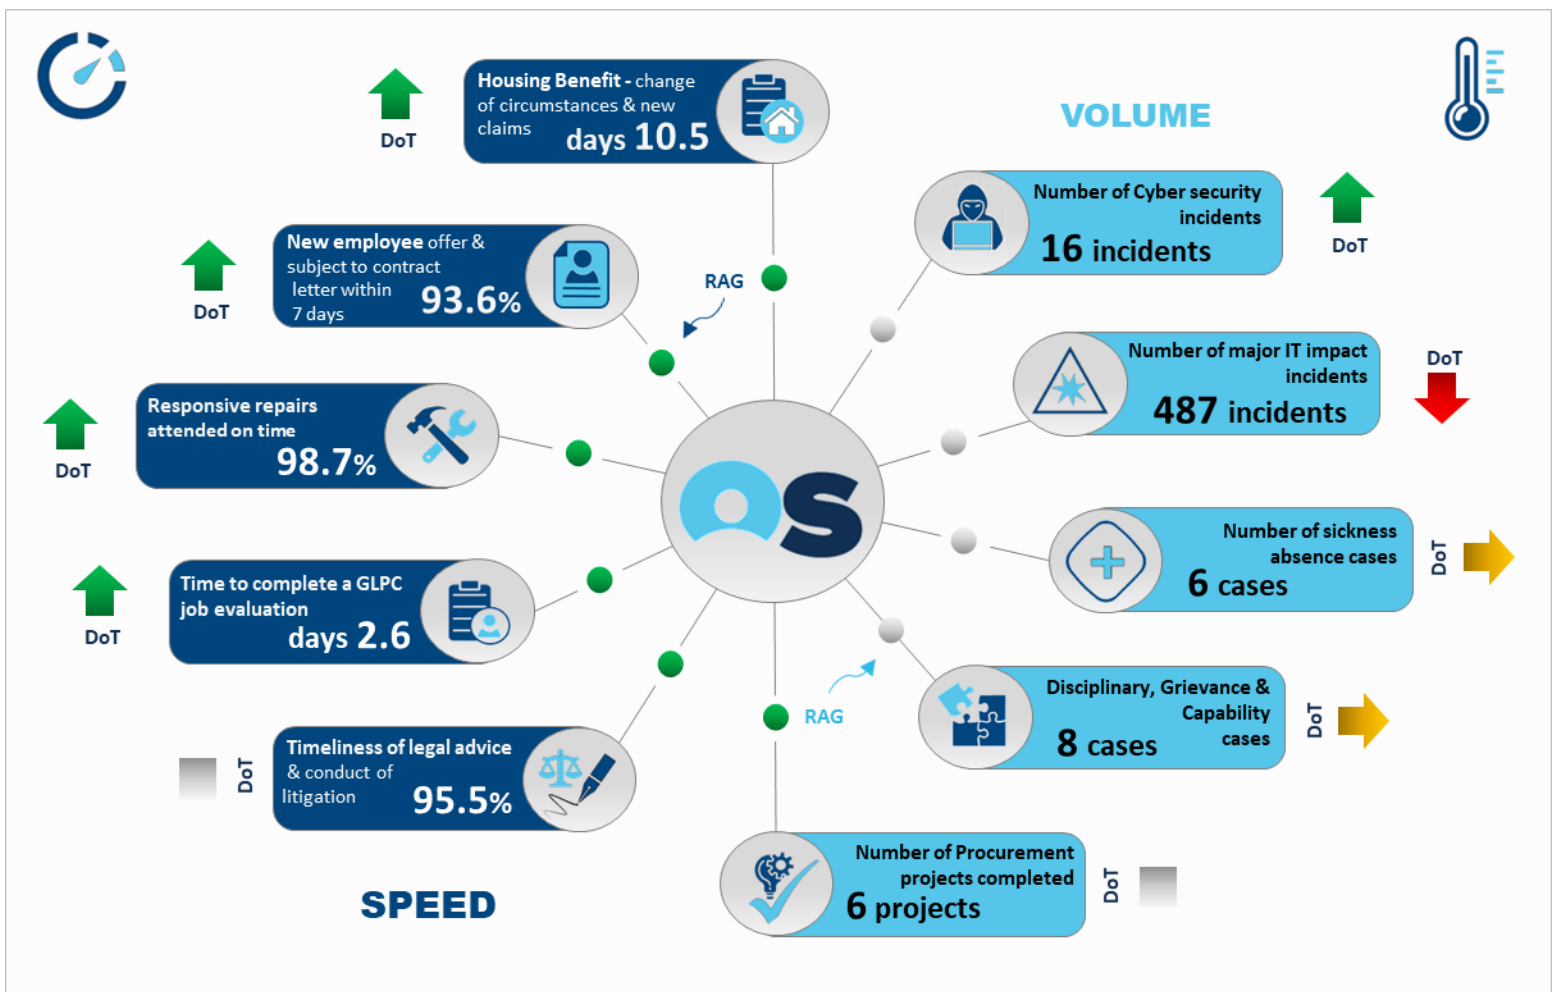 Housing Benefit - change
of circumstances & new
claims
days 10.5
DoT
VOLUME
Number of Cyber security
incidents
16 incidents
DoT
New employee offer &
subject to contract
letter within
7 days
93.6%
DoT
RAG
Number of major IT impact
incidents
487 incidents
DoT
Responsive repairs
attended on time
98.7%
DoT
OS
Number of sickness
absence cases
6 cases
DoT
Time to complete a GLPC
job evaluation
days 2.6
DoT
Disciplinary, Grievance &
Capability
cases
8 cases
DoT
RAG
Timeliness of legal advice
& conduct of
litigation
95.5%
DoT
Number of Procurement
projects completed
6 projects
DoT
SPEED